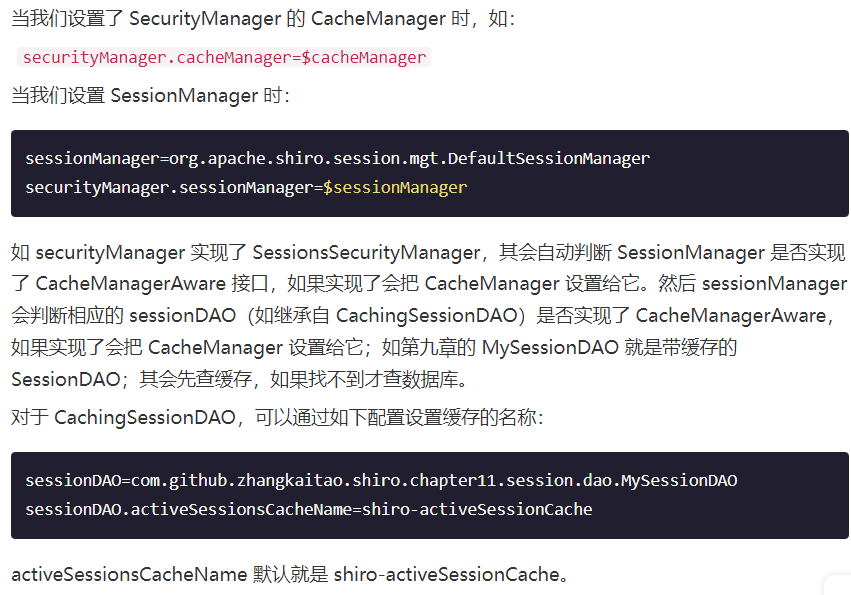 当我们设置了 SecurityManager 的 CacheManager 时，如：
securityManager.cacheManager=$cacheManager
当我们设置 SessionManager 时：
sessionManager=org.apache.shiro.session.mgt.DefaultSessionManager
securityManager.sessionManager=$sessionManager
如 securityManager 实现了 SessionsSecurityManager，其会自动判断 SessionManager 是否实现
了 CacheManagerAware 接口，如果实现了会把 CacheManager 设置给它。然后 sessionManager
会判断相应的 sessionDAO（如继承自 CachingSessionDAO）是否实现了 CacheManagerAware，
如果实现了会把 CacheManager 设置给它；如第九章的 MySessionDAO 就是带缓存的
SessionDAO；其会先查缓存，如果找不到才查数据库。
对于 CachingSessionDAO，可以通过如下配置设置缓存的名称：
sessionDAO=com.github.zhangkaitao.shiro.chapter11.session.dao.MySessionDAO
sessionDAO.activeSessionsCacheName=shiro-activeSessionCache
activeSessionsCacheName 默认就是 shiro-activeSessionCache。